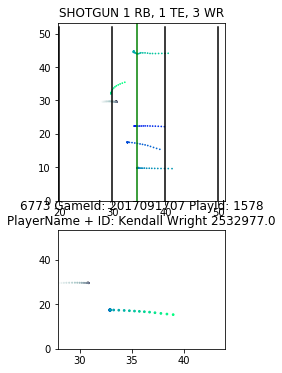 SHOTGUN 1 RB, 1 TE, 3 WR
50
40
30
20
10
0
20 30 40 50
6773 GameId: 2017091707 PlayId: 1578
PlayerName + ID: Kendall Wright 2532977.0
40
20
0
30 35 40